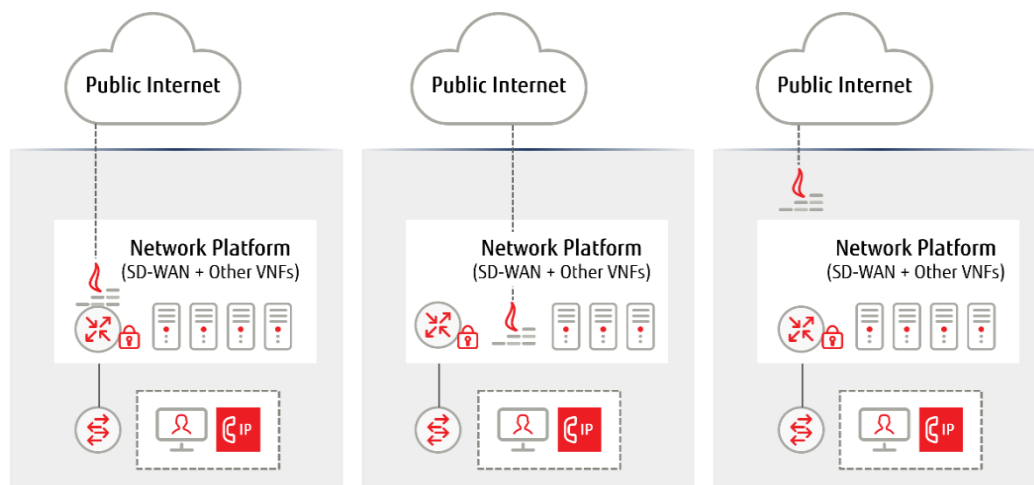 Public Internet
Public Internet
Public Internet
Network Platform
(SD-WAN + Other VNFs)
Network Platform
(SD-WAN + Other VNFs)
Network Platform
(SD-WAN + Other VNFs)
IP
IP
IP